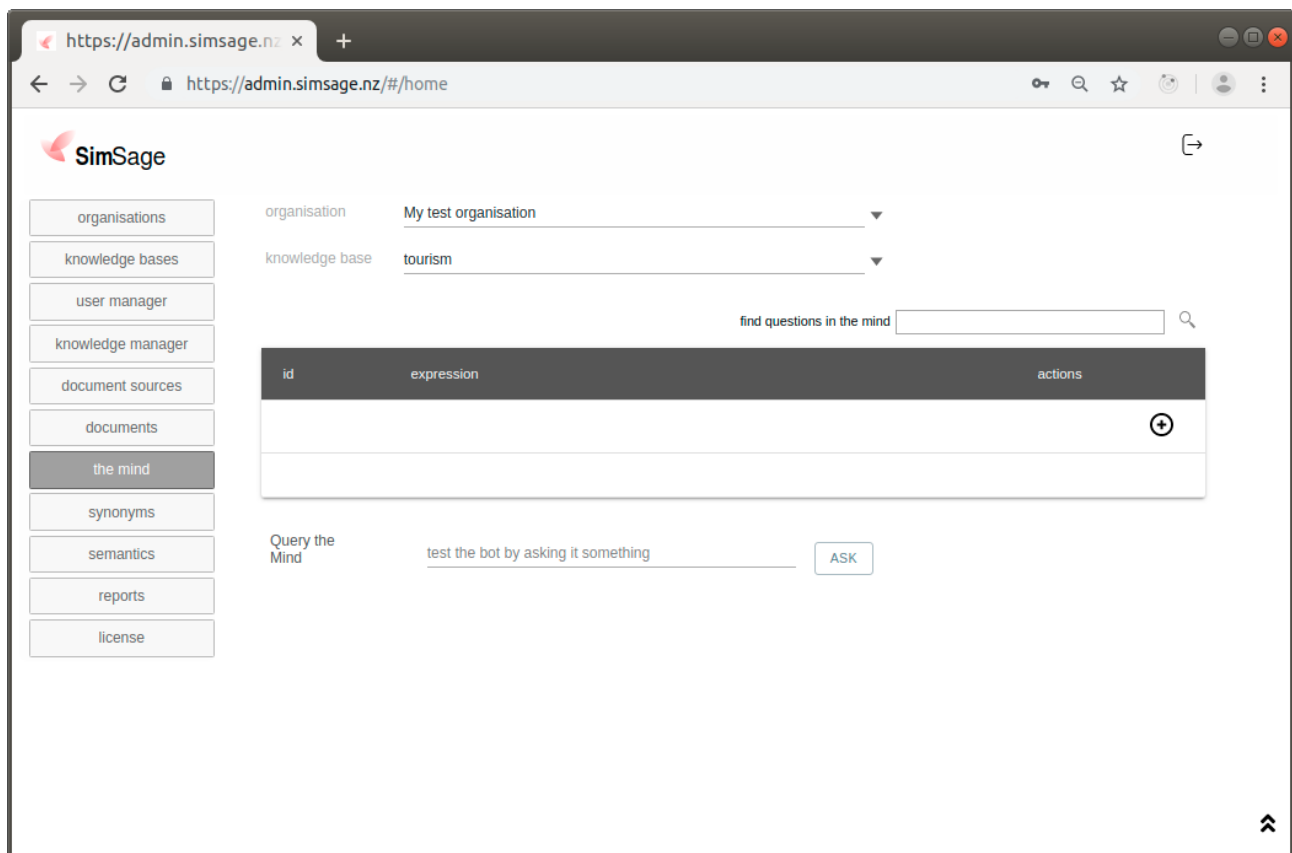 https://admin.simsage.nz
https://admin.simsage.nz/#/home
SimSage
organisations
knowledge bases
user manager
knowledge manager
document sources
documents
the mind
synonyms
semantics
reports
license
organisation My test organisation
knowledge base tourism
find questions in the mind
id expression actions
Query the
Mind
test the bot by asking it something
ASK